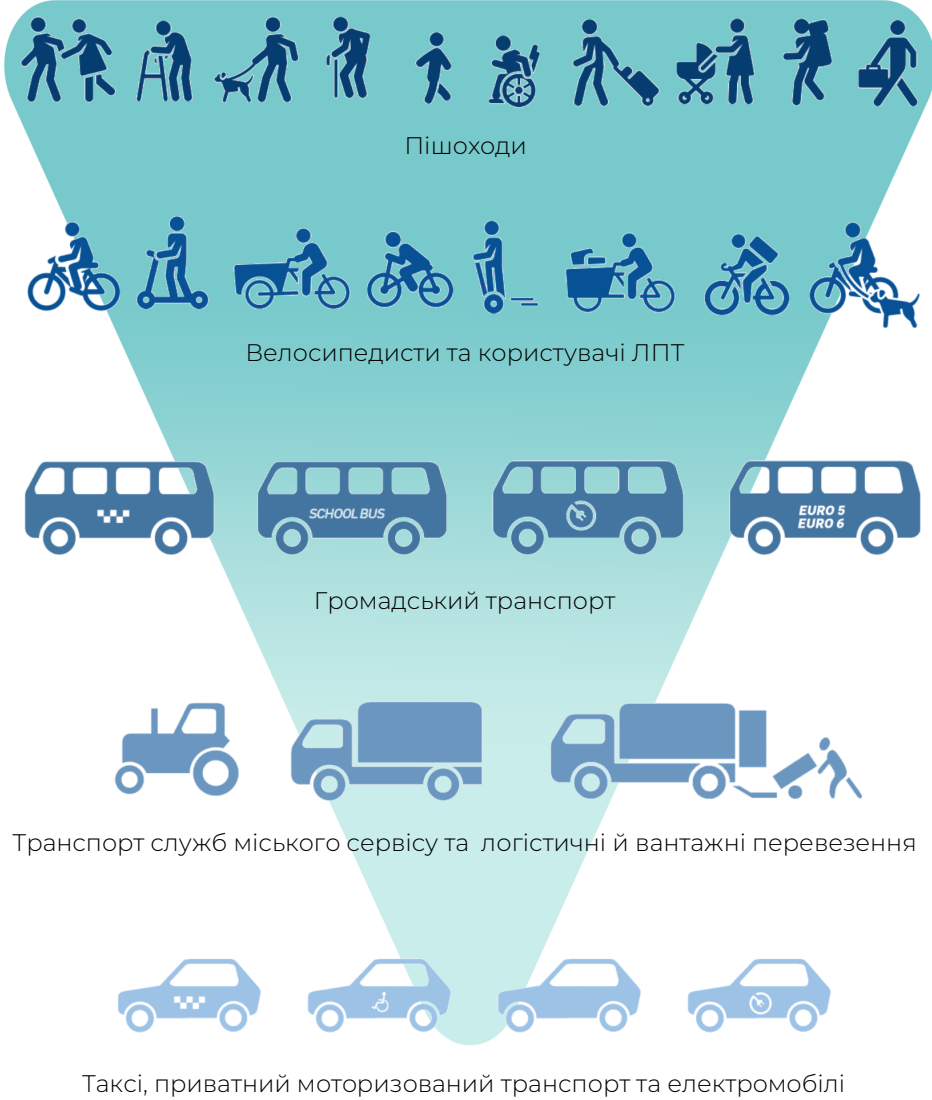 Пішоходи
Велосипедисти та користувачі ЛПТ
SCHOOL BUS
EURO 5
EURO 6
Громадський транспорт
Транспорт служб міського сервісу та логістичні й вантажні перевезення
Таксі, приватний моторизований транспорт та електромобілі